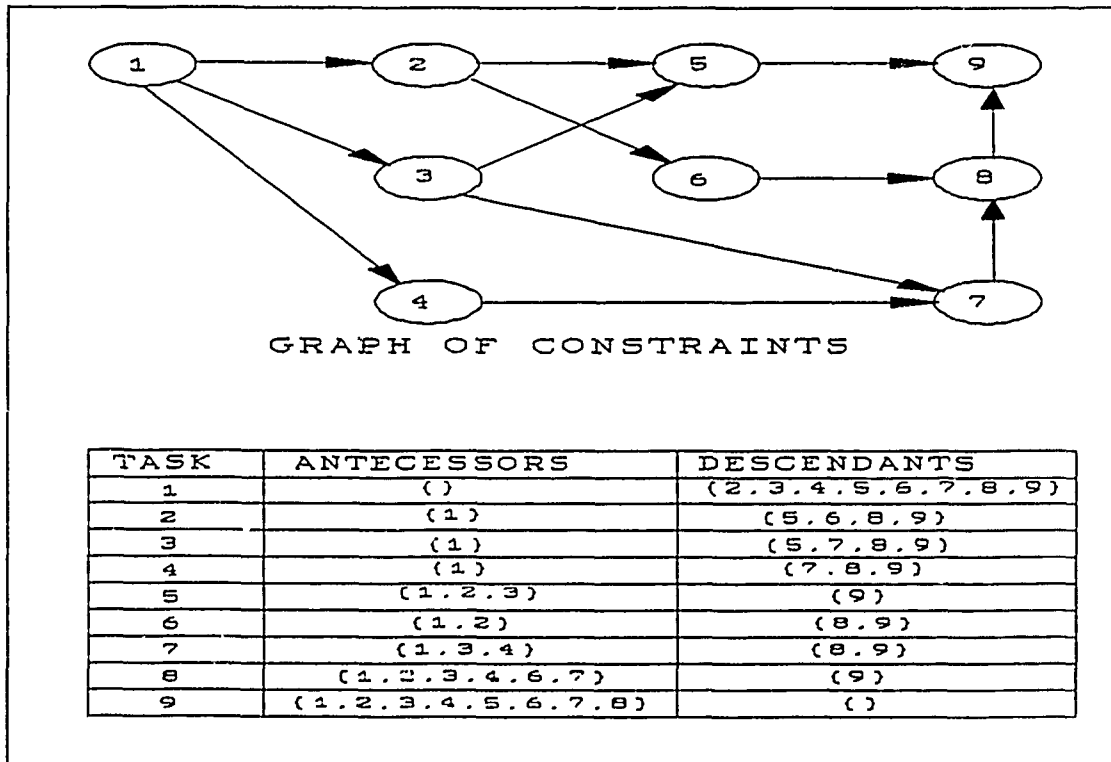 1 2 5 9
3 6 8
4 7
GRAPH OF CONSTRAINTS
TASK ANTECESSORS DESCENDANTS
1 () (2.3.4.5.6.7.8.9)
2 (1) (5.6.8.9)
3 (1) (5.7.8.9)
4 (1) (7.8.9)
5 (1.2.3) (9)
6 (1.2) (8.9)
7 (1.3.4) (8.9)
8 (1.2.3.4.6.7) (9)
9 (1.2.3.4.5.6.7.8) ()